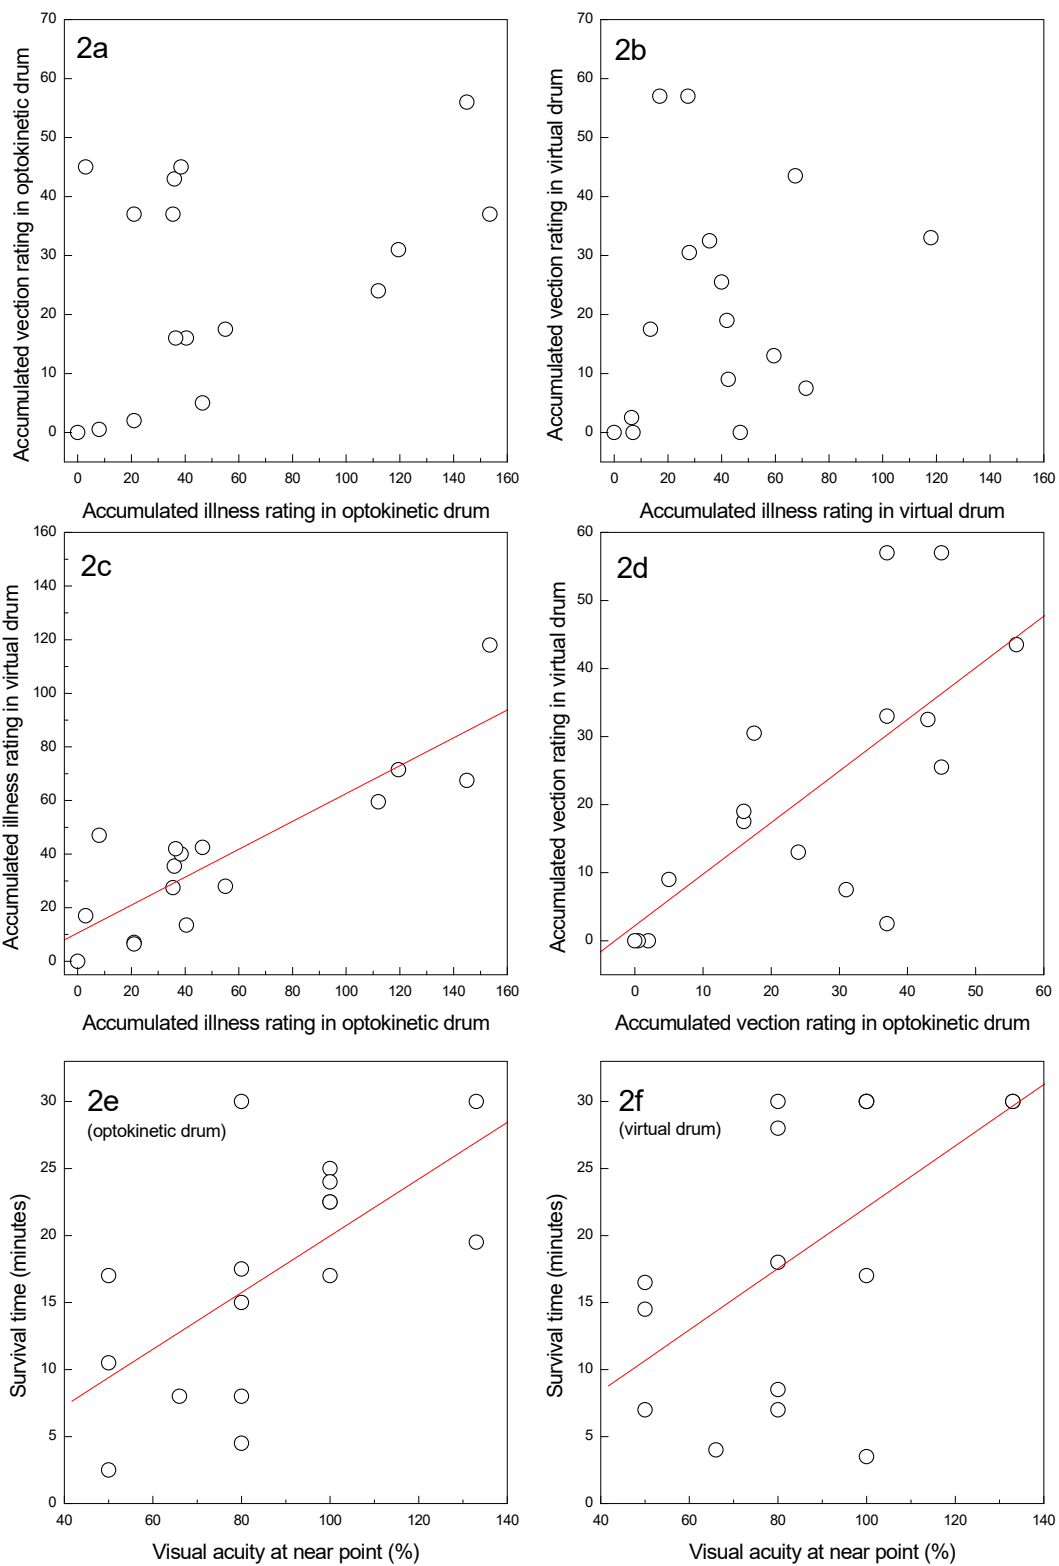 2a
Accumulated vection rating in optokinetic drum
70
60
50
40
30
20
10
0
0 20 40 60 80 100 120 140 160
Accumulated illness rating in optokinetic drum
2b
Accumulated vection rating in virtual drum
70
60
50
40
30
20
10
0
0 20 40 60 80 100 120 140 160
Accumulated illness rating in virtual drum
2c
Accumulated illness rating in virtual drum
160
140
120
100
80
60
40
20
0
0 20 40 60 80 100 120 140 160
Accumulated illness rating in optokinetic drum
2d
Accumulated vection rating in virtual drum
60
50
40
30
20
10
0
0 10 20 30 40 50 60
Accumulated vection rating in optokinetic drum
2e
(optokinetic drum)
Survival time (minutes)
30
25
20
15
10
5
0
40 60 80 100 120 140
Visual acuity at near point (%)
2f
(virtual drum)
Survival time (minutes)
30
25
20
15
10
5
0
40 60 80 100 120 140
Visual acuity at near point (%)